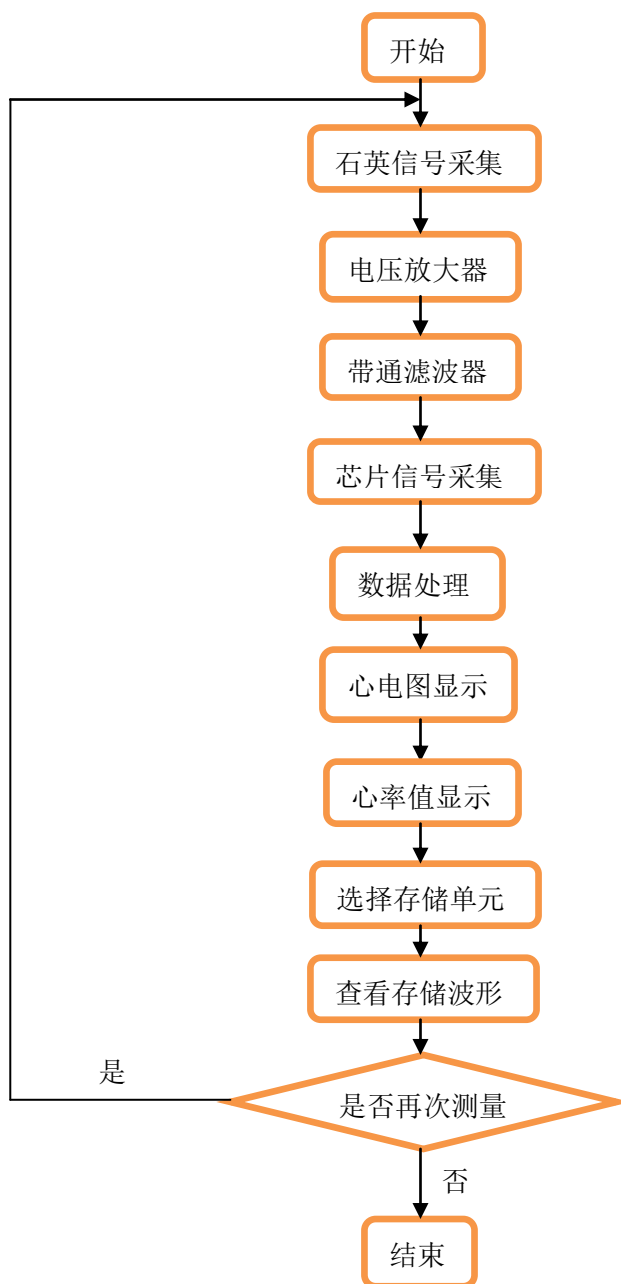 开始
石英信号采集
电压放大器
带通滤波器
芯片信号采集
数据处理
心电图显示
心率值显示
选择存储单元
查看存储波形
是
是否再次测量
否
结束